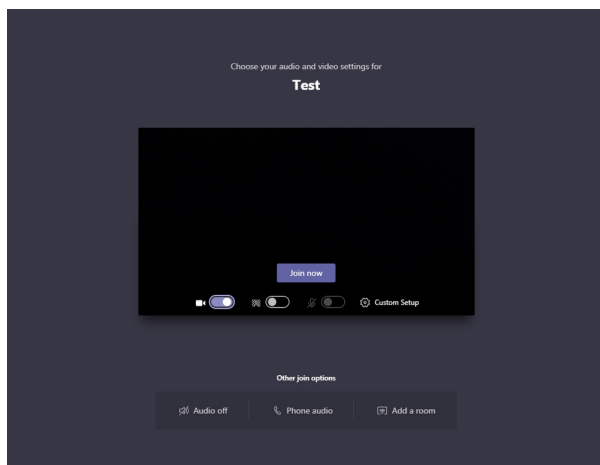 Choose your audio and video settings for
Test
Join now
Custom Setup
Other join options
Audio off
Phone audio
Add a room